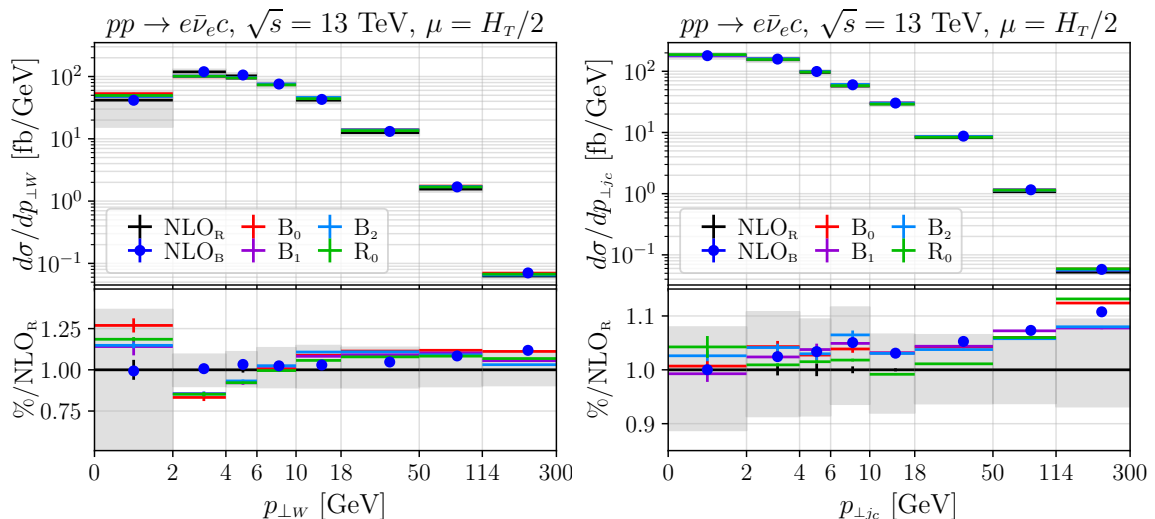 pp → eν̄ₑc, √s = 13 TeV, μ = H_T/2
dσ/dp⊥W [fb/GeV]
10²
10¹
10⁰
10⁻¹
NLO_R
B₀
B₂
NLO_B
B₁
R₀
%/NLO_R
1.25
1.00
0.75
0 2 4 6 10 18 50 114 300
p⊥W [GeV]
pp → eν̄ₑc, √s = 13 TeV, μ = H_T/2
dσ/dp⊥jc [fb/GeV]
10²
10¹
10⁰
10⁻¹
NLO_R
B₀
B₂
NLO_B
B₁
R₀
%/NLO_R
1.1
1.0
0.9
0 2 4 6 10 18 50 114 300
p⊥jc [GeV]